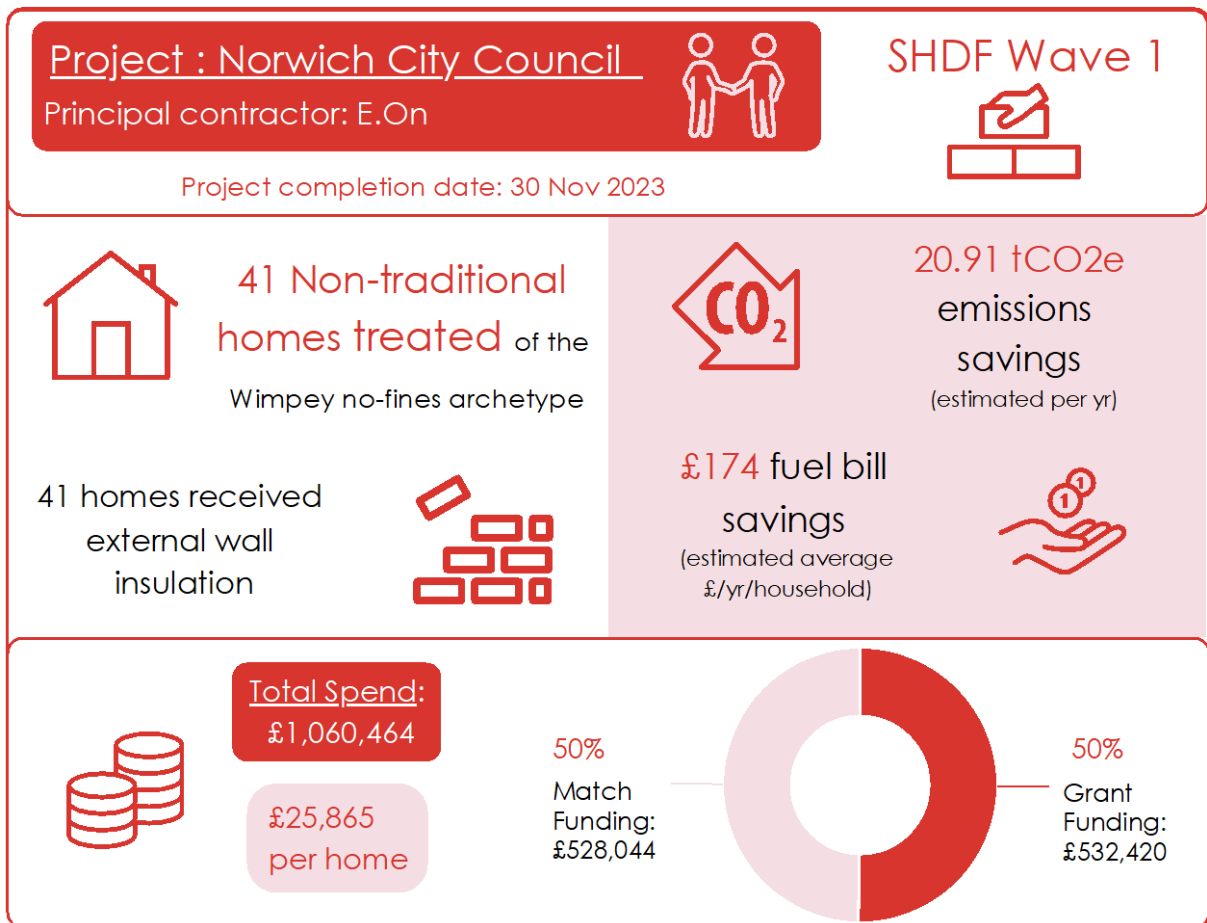 Project : Norwich City Council
Principal contractor: E.On
SHDF Wave 1
Project completion date: 30 Nov 2023
41 Non-traditional
homes treated of the
Wimpey no-fines archetype
CO2
20.91 tCO2e
emissions
savings
(estimated per yr)
41 homes received
external wall
insulation
£174 fuel bill
savings
(estimated average
£/yr/household)
1
1
Total Spend:
£1,060,464
£25,865
per home
50%
Match
Funding:
£528,044
50%
Grant
Funding:
£532,420